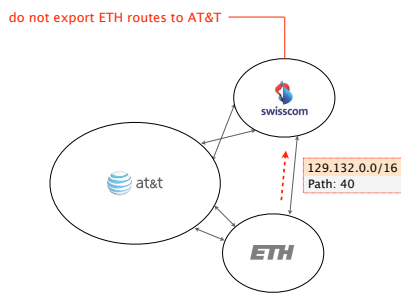 do not export ETH routes to AT&T
swisscom
129.132.0.0/16
Path: 40
at&t
ETH